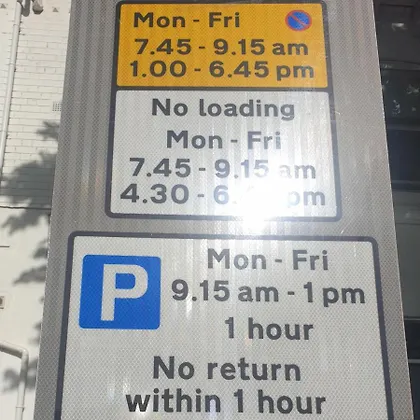 Mon - Fri
7.45 - 9.15 am
1.00 - 6.45 pm
No loading
Mon - Fri
7.45 - 9.15 am
4.30 - pm
P
Mon - Fri
9.15 am - 1 pm
1 hour
No return
within 1 hour